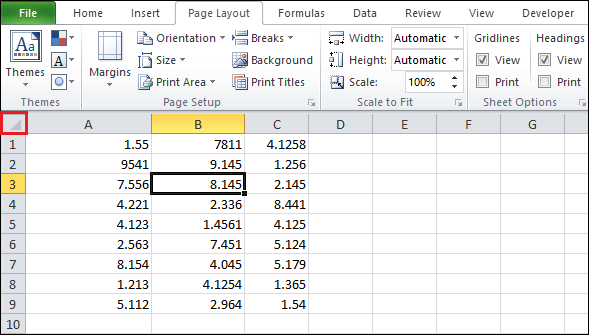 File Home Insert Page Layout Formulas Data Review View Developer
Orientation Breaks Width: Automatic Gridlines Headings
Aa A Size Background Height: Automatic View View
Themes Margins Print Area Print Titles Scale: 100% Print Print
Themes Page Setup Scale to Fit Sheet Options
A B C D E F G
1 1.55 7811 4.1258
2 9541 9.145 1.256
3 7.556 8.145 2.145
4 4.221 2.336 8.441
5 4.123 1.4561 4.125
6 2.563 7.451 5.124
7 8.154 4.045 5.179
8 1.213 4.1254 1.365
9 5.112 2.964 1.54
10